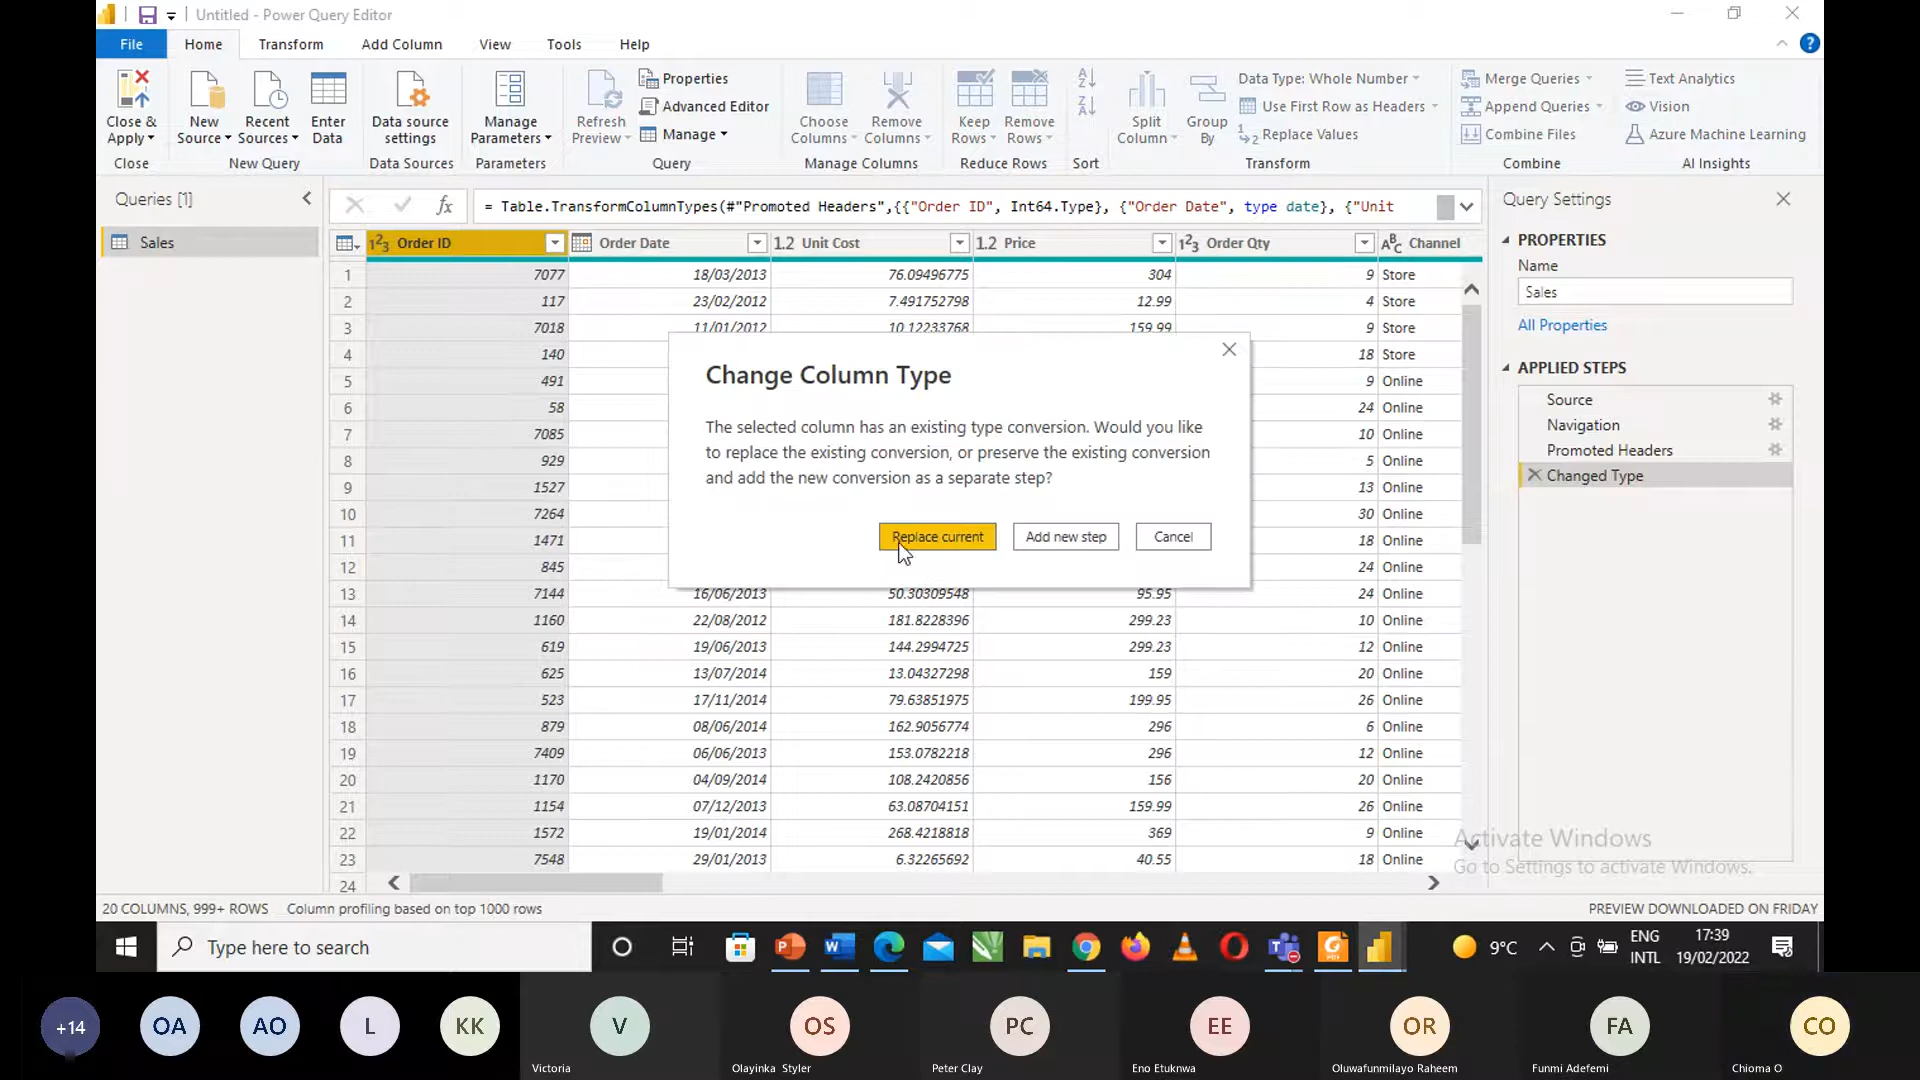 Untitled - Power Query Editor
File Home Transform Add Column View Tools Help
Close & Apply
New Source
Recent Sources
Enter Data
Data source settings
Manage Parameters
Refresh Preview
Properties
Advanced Editor
Manage
Choose Columns
Remove Columns
Keep Rows
Remove Rows
Split Column
Group By
Data Type: Whole Number
Use First Row as Headers
Replace Values
Merge Queries
Append Queries
Combine Files
Text Analytics
Vision
Azure Machine Learning
Close New Query Data Sources Parameters Query Manage Columns Reduce Rows Sort Transform Combine AI Insights
Queries [1]
Sales
fx = Table.TransformColumnTypes(#"Promoted Headers",{{"Order ID", Int64.Type}, {"Order Date", type date}, {"Unit
Order ID Order Date 1.2 Unit Cost 1.2 Price Order Qty Channel
1 7077 18/03/2013 76.09496775 304 9 Store
2 117 23/02/2012 7.491752798 12.99 4 Store
3 7018 11/01/2012 10.12233768 159.99 9 Store
4 140 18 Store
5 491 9 Online
6 58 24 Online
7 7085 10 Online
8 929 5 Online
9 1527 13 Online
10 7264 30 Online
11 1471 18 Online
12 845 24 Online
13 7144 16/06/2013 50.30309548 95.95 24 Online
14 1160 22/08/2012 181.8228396 299.23 10 Online
15 619 19/06/2013 144.2994725 299.23 12 Online
16 625 13/07/2014 13.04327298 159 20 Online
17 523 17/11/2014 79.63851975 199.95 26 Online
18 879 08/06/2014 162.9056774 296 6 Online
19 7409 06/06/2013 153.0782218 296 12 Online
20 1170 04/09/2014 108.2420856 156 20 Online
21 1154 07/12/2013 63.08704151 159.99 26 Online
22 1572 19/01/2014 268.4218818 369 9 Online
23 7548 29/01/2013 6.32265692 40.55 18 Online
24
Change Column Type
The selected column has an existing type conversion. Would you like
to replace the existing conversion, or preserve the existing conversion
and add the new conversion as a separate step?
Replace current Add new step Cancel
Query Settings
PROPERTIES
Name
Sales
All Properties
APPLIED STEPS
Source
Navigation
Promoted Headers
Changed Type
Activate Windows
Go to Settings to activate Windows.
20 COLUMNS, 999+ ROWS Column profiling based on top 1000 rows
PREVIEW DOWNLOADED ON FRIDAY
Type here to search
9°C
ENG
INTL
17:39
19/02/2022
+14 OA AO L KK V OS PC EE OR FA CO
Victoria Olayinka Styler Peter Clay Eno Etuknwa Oluwafunmilayo Raheem Funmi Adefemi Chioma O